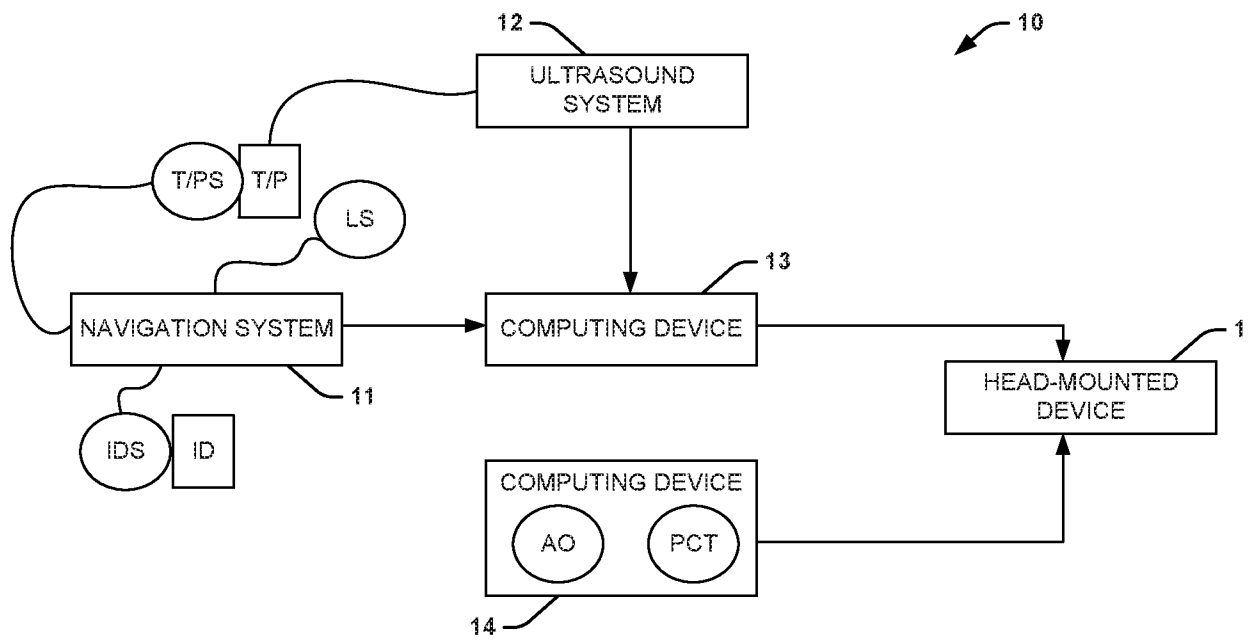 12
10
ULTRASOUND
SYSTEM
T/PS
T/P
LS
13
NAVIGATION SYSTEM
COMPUTING DEVICE
1
11
HEAD-MOUNTED
DEVICE
IDS
ID
COMPUTING DEVICE
AO
PCT
14